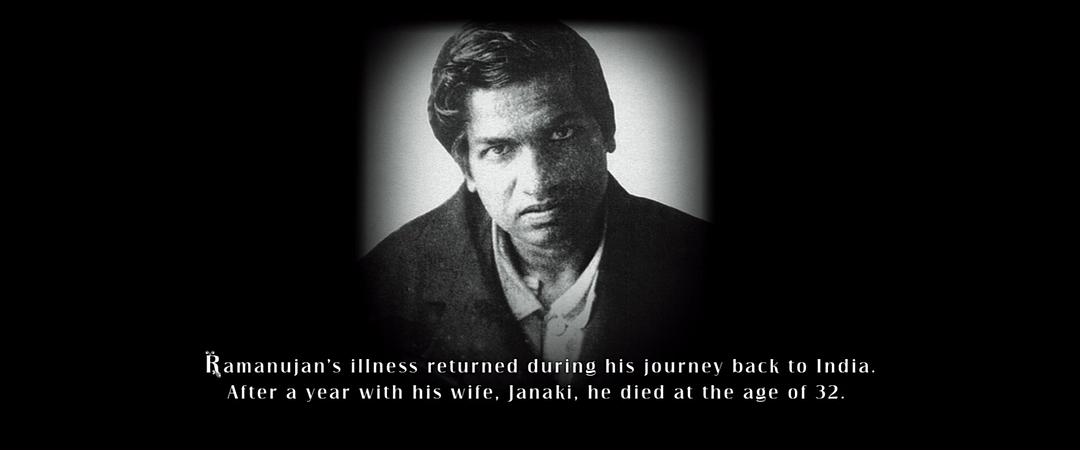 Ramanujan's illness returned during his journey back to India.
After a year with his wife, Janaki, he died at the age of 32.